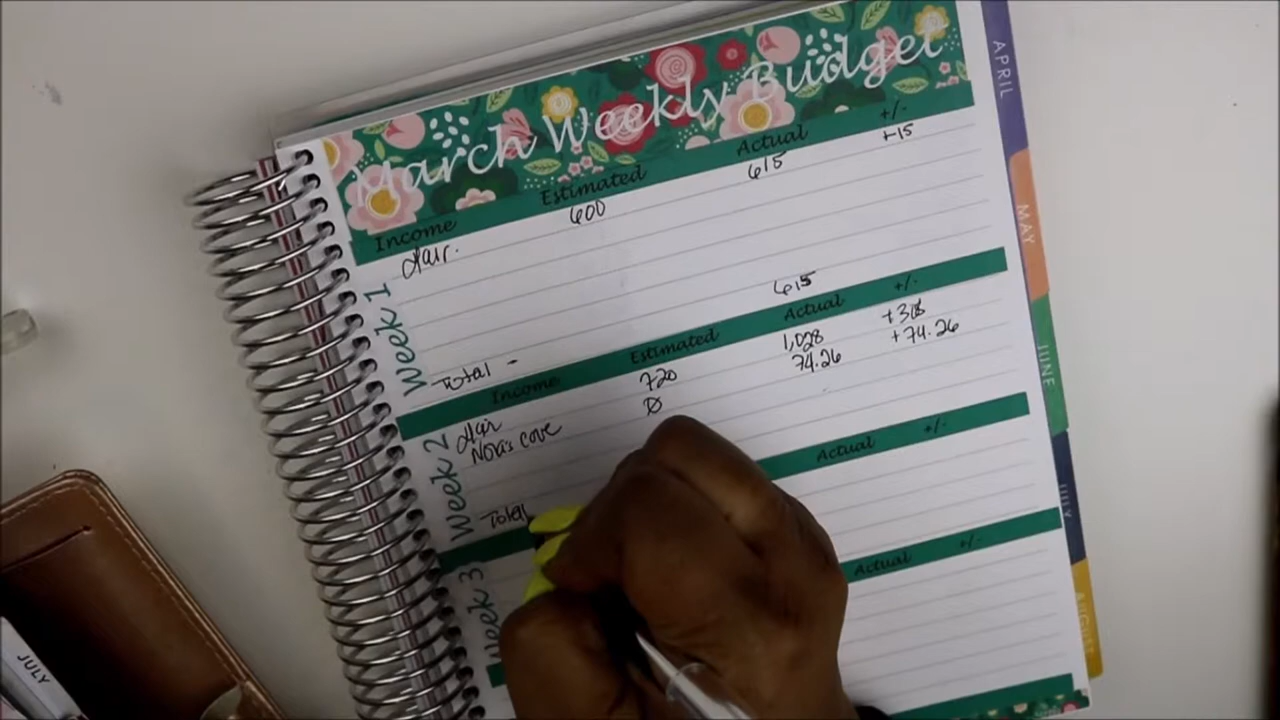 March Weekly Budget
Income Estimated Actual +/-
Hair. 600 615 +15
Week 1
Total - 615
Income Estimated Actual +/-
Hair 720 1,028 +308
Nova's cove Ø 74.26 +74.26
Week 2
Total
Actual +/-
Week 3
Actual +/-
APRIL
MAY
JUNE
JULY
AUGUST
JULY